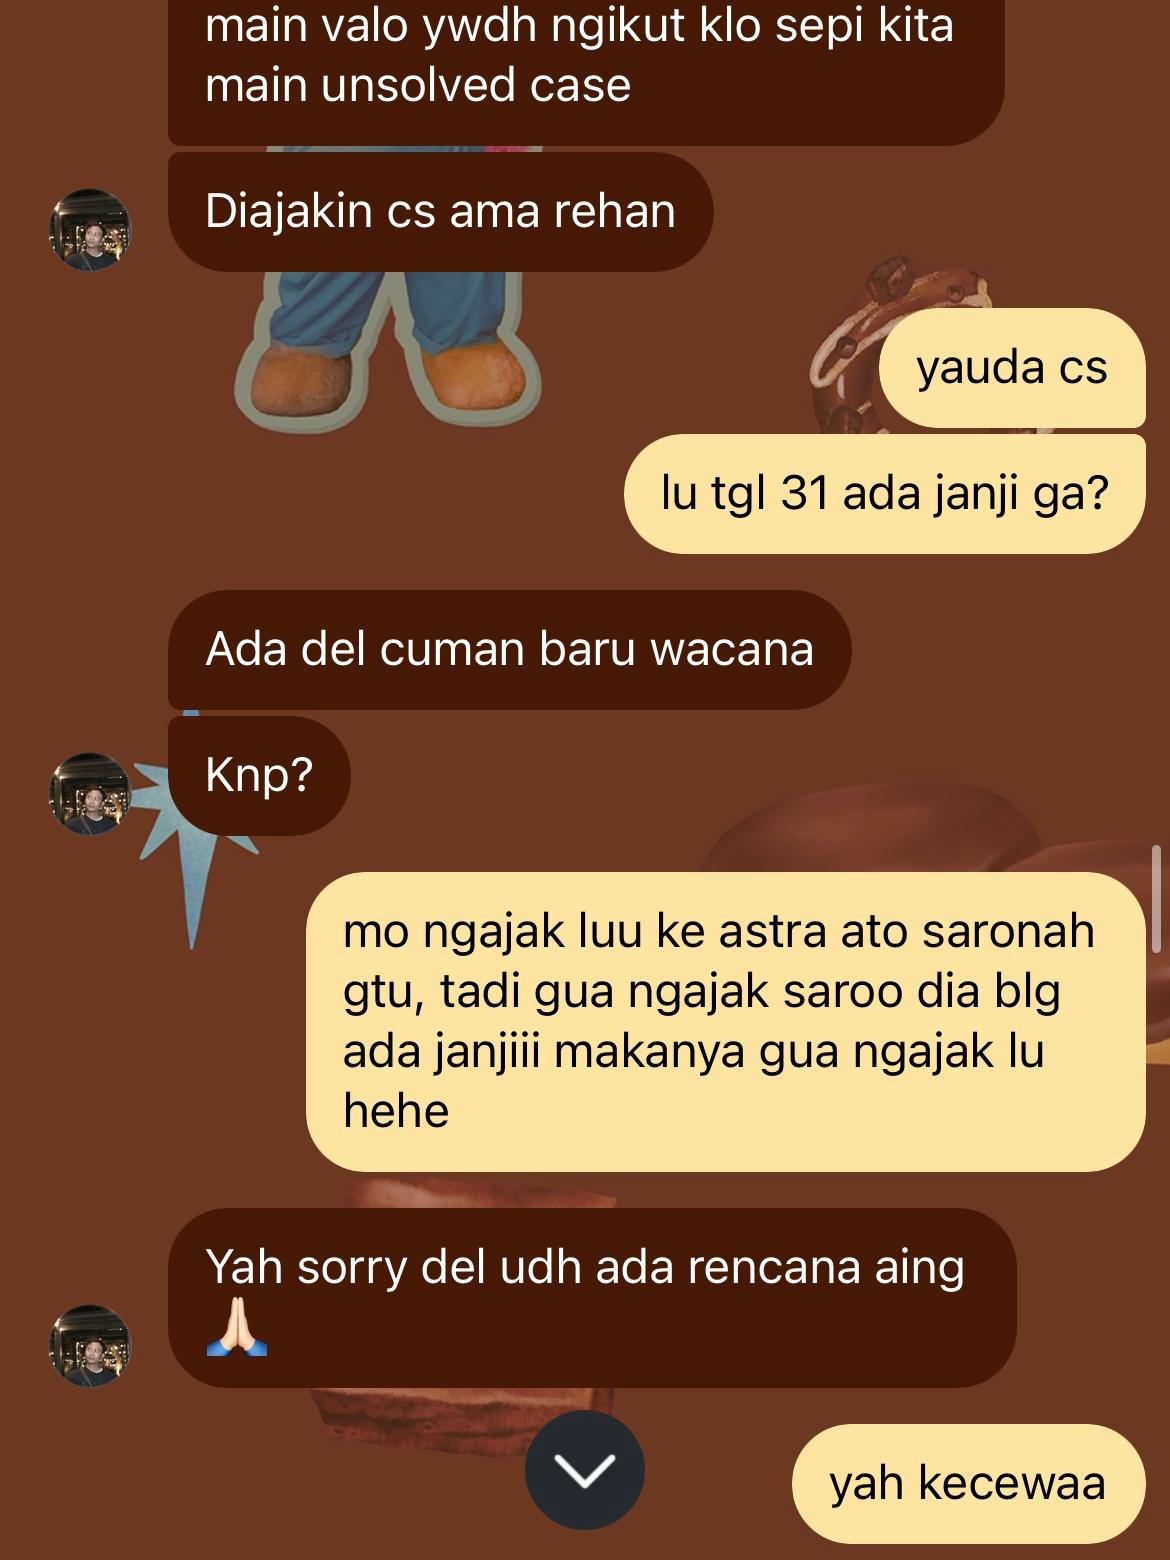 main valo ywdh ngikut klo sepi kita
main unsolved case
Diajakin cs ama rehan
yauda cs
lu tgl 31 ada janji ga?
Ada del cuman baru wacana
Knp?
mo ngajak luu ke astra ato saronah
gtu, tadi gua ngajak saroo dia blg
ada janjiii makanya gua ngajak lu
hehe
Yah sorry del udh ada rencana aing
🙏🏻
yah kecewaa